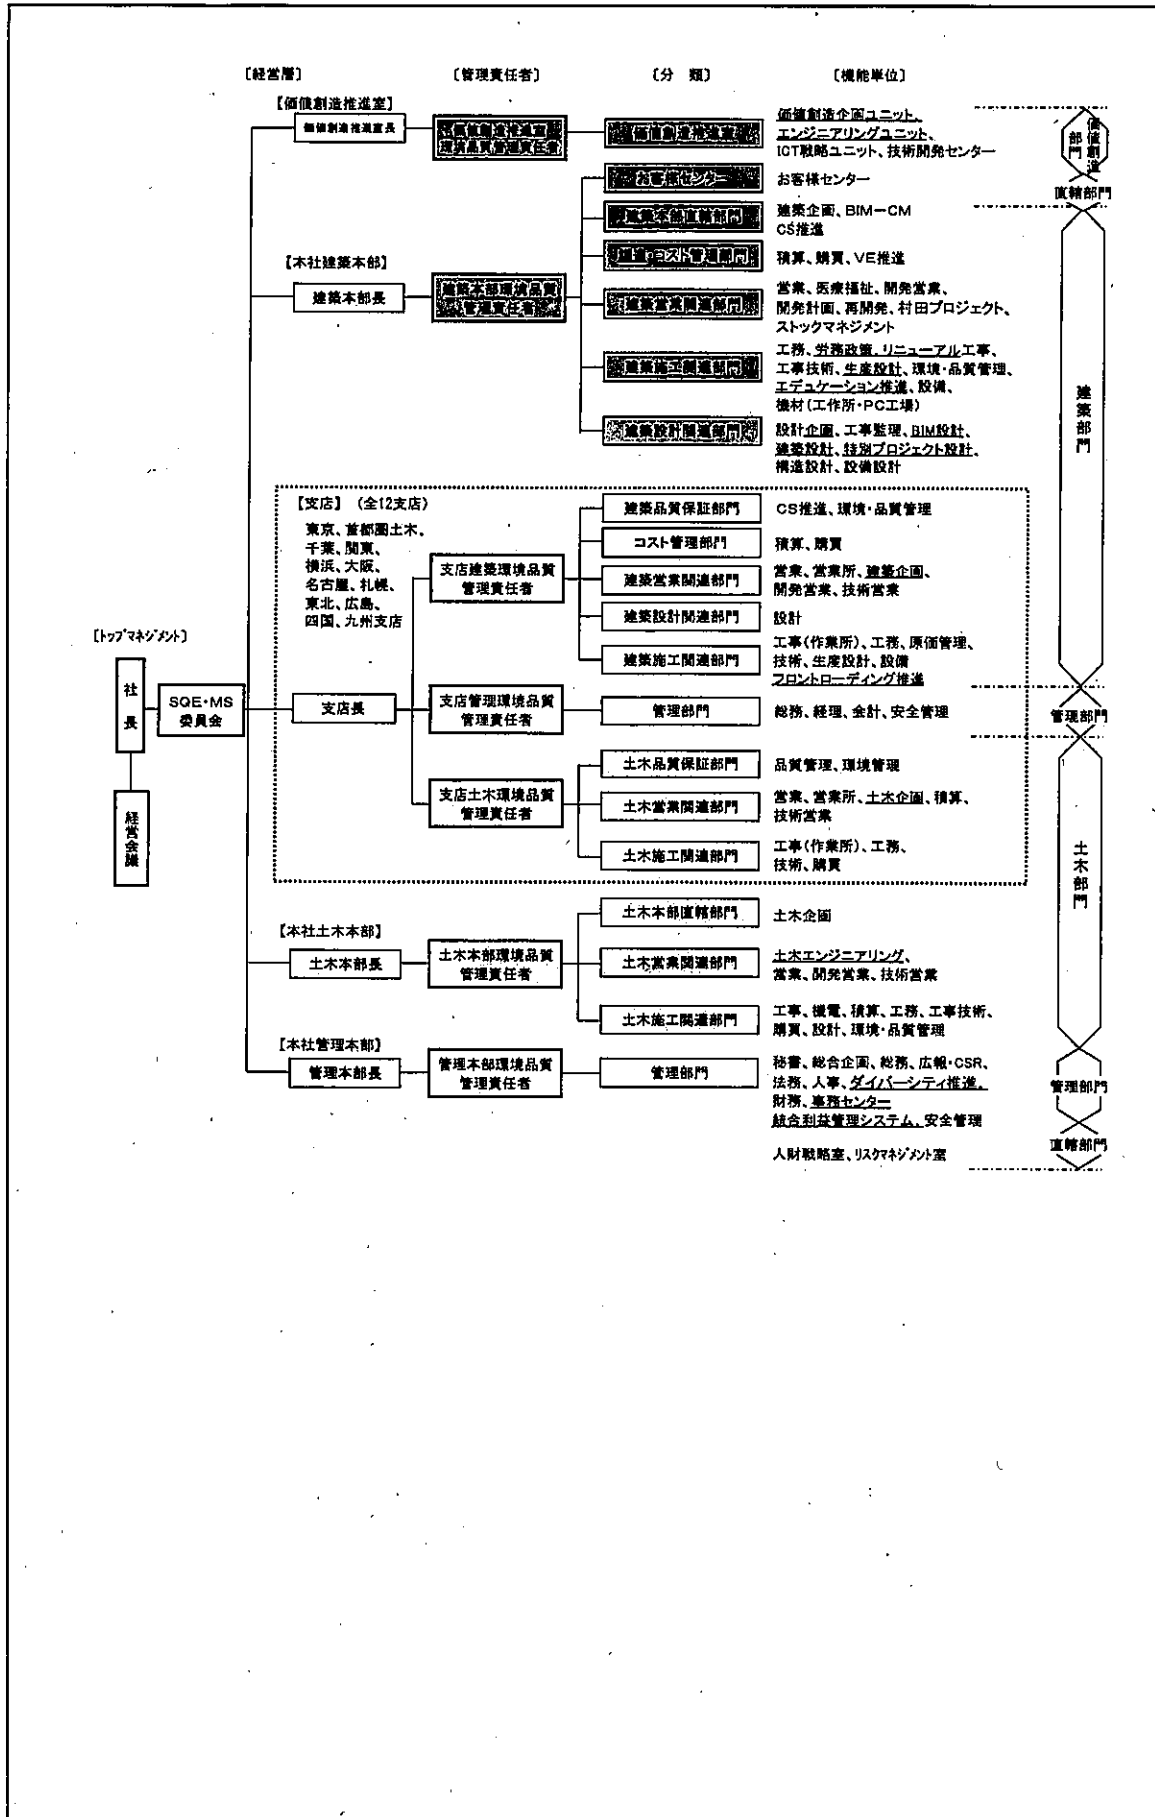 〔経営層〕 〔管理責任者〕 〔分　類〕 〔機能単位〕
【価値創造推進室】
価値創造推進室長
価値創造推進室
環境品質管理責任者
価値創造推進室
価値創造企画ユニット、
エンジニアリングユニット、
ICT戦略ユニット、技術開発センター
価値創造
部門
お客様センター
お客様センター
直轄部門
建築本部直轄部門
建築企画、BIM－CM
CS推進
コスト管理部門
積算、購買、VE推進
【本社建築本部】
建築本部長
建築本部環境品質
管理責任者
建築営業関連部門
営業、医療福祉、開発営業、
開発計画、再開発、村田プロジェクト、
ストックマネジメント
建築施工関連部門
工務、労務政策、リニューアル工事、
工事技術、生産設計、環境・品質管理、
エデュケーション推進、設備、
機材(工作所・PC工場)
建築設計関連部門
設計企画、工事監理、BIM設計、
建築設計、特別プロジェクト設計、
構造設計、設備設計
建築部門
【支店】 (全12支店)
東京、首都圏土木、
千葉、関東、
横浜、大阪、
名古屋、札幌、
東北、広島、
四国、九州支店
支店建築環境品質
管理責任者
建築品質保証部門
CS推進、環境・品質管理
コスト管理部門
積算、購買
建築営業関連部門
営業、営業所、建築企画、
開発営業、技術営業
建築設計関連部門
設計
建築施工関連部門
工事(作業所)、工務、原価管理、
技術、生産設計、設備
フロントローディング推進
〔トップマネジメント〕
社長
SQE・MS
委員会
経営会議
支店長
支店管理環境品質
管理責任者
管理部門
総務、経理、会計、安全管理
管理部門
支店土木環境品質
管理責任者
土木品質保証部門
品質管理、環境管理
土木営業関連部門
営業、営業所、土木企画、積算、
技術営業
土木施工関連部門
工事(作業所)、工務、
技術、購買
土木部門
【本社土木本部】
土木本部長
土木本部環境品質
管理責任者
土木本部直轄部門
土木企画
土木営業関連部門
土木エンジニアリング、
営業、開発営業、技術営業
土木施工関連部門
工事、機電、積算、工務、工事技術、
購買、設計、環境・品質管理
【本社管理本部】
管理本部長
管理本部環境品質
管理責任者
管理部門
秘書、総合企画、総務、広報・CSR、
法務、人事、ダイバーシティ推進、
財務、事務センター
統合利益管理システム、安全管理
管理部門
人財戦略室、リスクマネジメント室
直轄部門